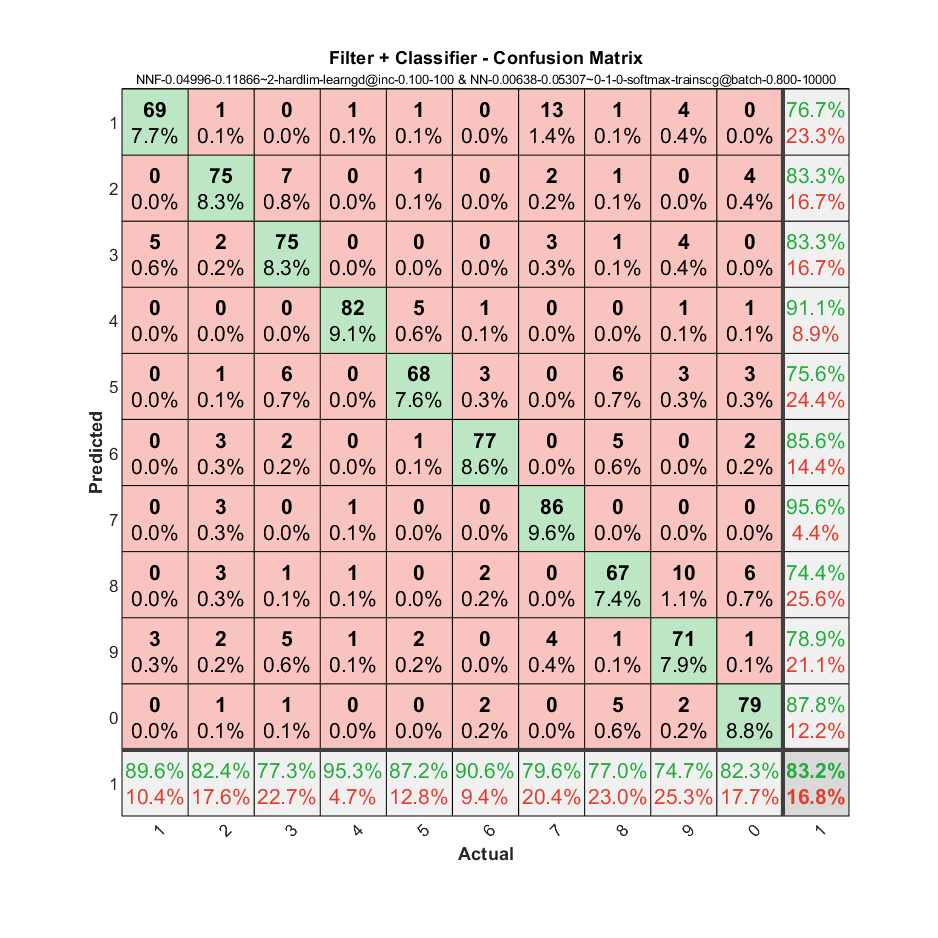 Filter + Classifier - Confusion Matrix
NNF-0.04996-0.11866~2-hardlim-learngd@inc-0.100-100 & NN-0.00638-0.05307~0-1-0-softmax-trainscg@batch-0.800-10000
1 69 1 0 1 1 0 13 1 4 0 76.7%
7.7% 0.1% 0.0% 0.1% 0.1% 0.0% 1.4% 0.1% 0.4% 0.0% 23.3%
2 0 75 7 0 1 0 2 1 0 4 83.3%
0.0% 8.3% 0.8% 0.0% 0.1% 0.0% 0.2% 0.1% 0.0% 0.4% 16.7%
3 5 2 75 0 0 0 3 1 4 0 83.3%
0.6% 0.2% 8.3% 0.0% 0.0% 0.0% 0.3% 0.1% 0.4% 0.0% 16.7%
4 0 0 0 82 5 1 0 0 1 1 91.1%
0.0% 0.0% 0.0% 9.1% 0.6% 0.1% 0.0% 0.0% 0.1% 0.1% 8.9%
5 0 1 6 0 68 3 0 6 3 3 75.6%
0.0% 0.1% 0.7% 0.0% 7.6% 0.3% 0.0% 0.7% 0.3% 0.3% 24.4%
6 0 3 2 0 1 77 0 5 0 2 85.6%
0.0% 0.3% 0.2% 0.0% 0.1% 8.6% 0.0% 0.6% 0.0% 0.2% 14.4%
7 0 3 0 1 0 0 86 0 0 0 95.6%
0.0% 0.3% 0.0% 0.1% 0.0% 0.0% 9.6% 0.0% 0.0% 0.0% 4.4%
8 0 3 1 1 0 2 0 67 10 6 74.4%
0.0% 0.3% 0.1% 0.1% 0.0% 0.2% 0.0% 7.4% 1.1% 0.7% 25.6%
9 3 2 5 1 2 0 4 1 71 1 78.9%
0.3% 0.2% 0.6% 0.1% 0.2% 0.0% 0.4% 0.1% 7.9% 0.1% 21.1%
0 0 1 1 0 0 2 0 5 2 79 87.8%
0.0% 0.1% 0.1% 0.0% 0.0% 0.2% 0.0% 0.6% 0.2% 8.8% 12.2%
1 89.6% 82.4% 77.3% 95.3% 87.2% 90.6% 79.6% 77.0% 74.7% 82.3% 83.2%
10.4% 17.6% 22.7% 4.7% 12.8% 9.4% 20.4% 23.0% 25.3% 17.7% 16.8%
1 2 3 4 5 6 7 8 9 0 1
Predicted
Actual